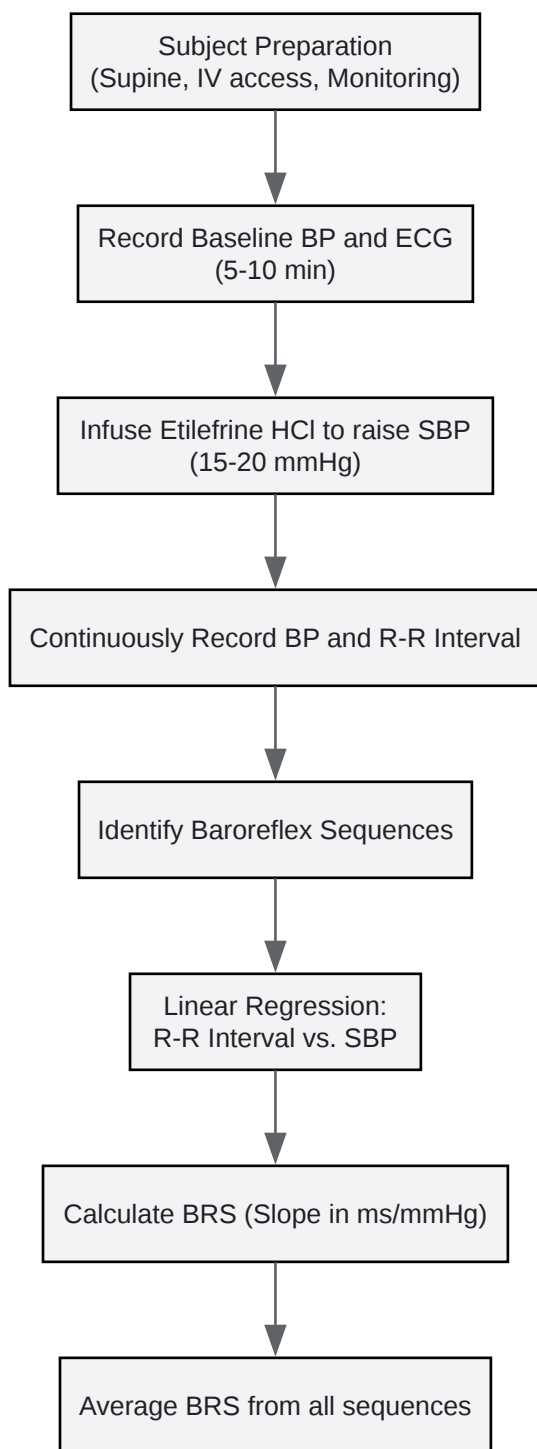 Subject Preparation
(Supine, IV access, Monitoring)
Record Baseline BP and ECG
(5-10 min)
Infuse Etilefrine HCl to raise SBP
(15-20 mmHg)
Continuously Record BP and R-R Interval
Identify Baroreflex Sequences
Linear Regression:
R-R Interval vs. SBP
Calculate BRS (Slope in ms/mmHg)
Average BRS from all sequences